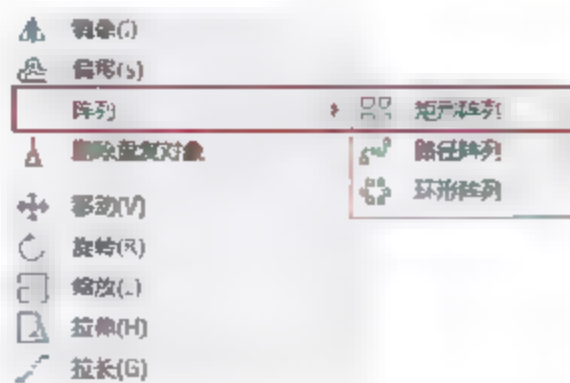 镜像(I)
偏移(S)
阵列
矩形阵列
删除重复对象
路径阵列
环形阵列
移动(V)
旋转(R)
缩放(L)
拉伸(H)
拉长(G)